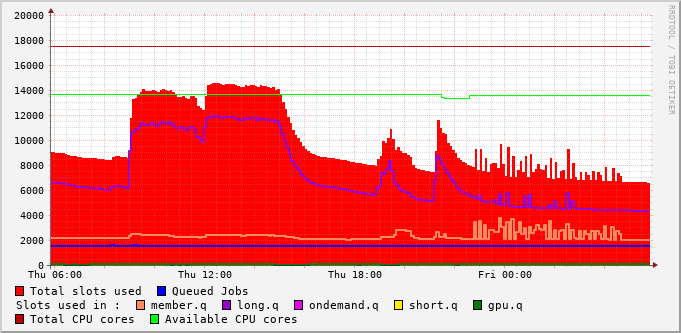 20000
18000
16000
14000
12000
10000
8000
6000
4000
2000
0
Thu 06:00 Thu 12:00 Thu 18:00 Fri 00:00
RRDTOOL / TOBI OETIKER
Total slots used Queued Jobs
Slots used in : member.q long.q ondemand.q short.q gpu.q
Total CPU cores Available CPU cores